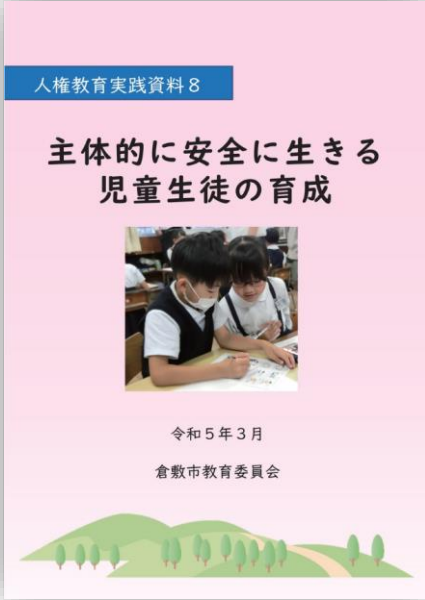 人権教育実践資料８
主体的に安全に生きる
児童生徒の育成
令和５年３月
倉敷市教育委員会